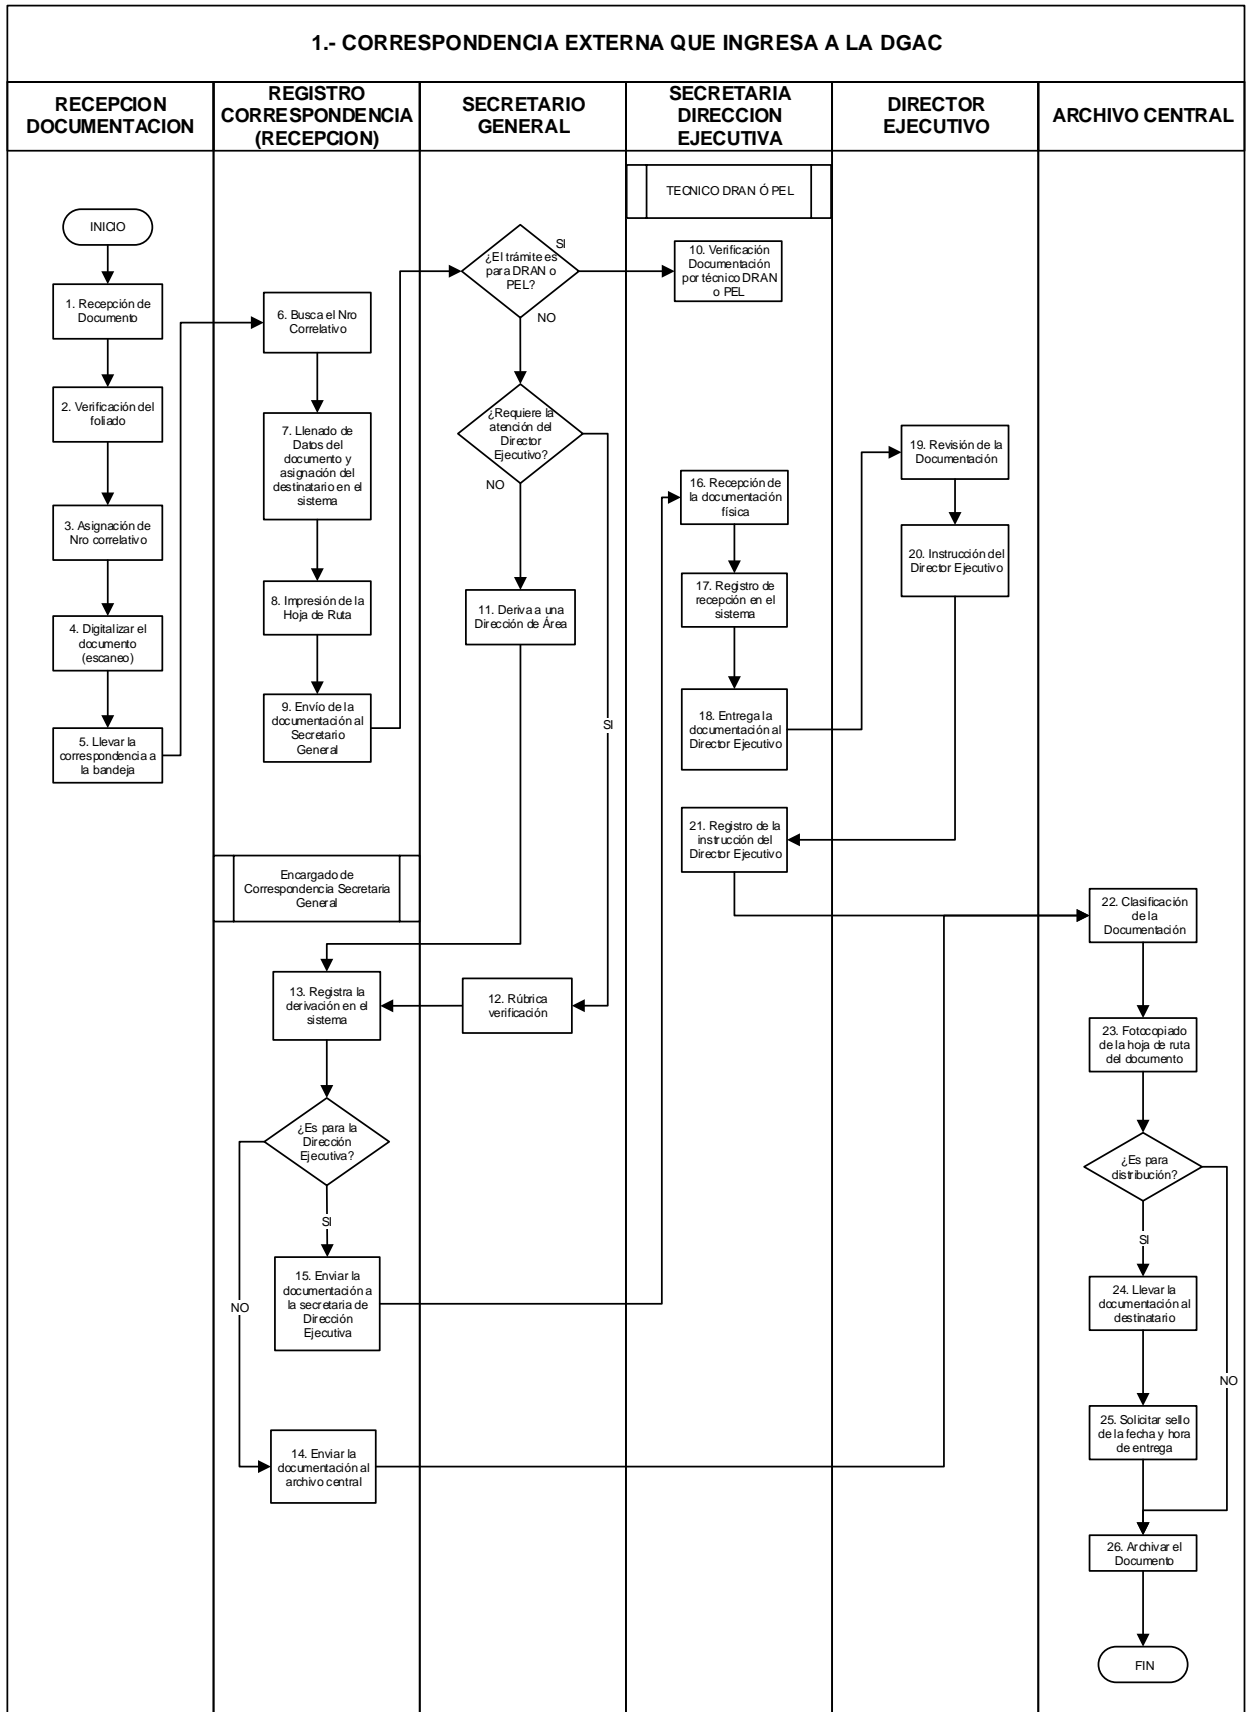 1.- CORRESPONDENCIA EXTERNA QUE INGRESA A LA DGAC
RECEPCION
DOCUMENTACION
REGISTRO
CORRESPONDENCIA
(RECEPCION)
SECRETARIO
GENERAL
SECRETARIA
DIRECCION
EJECUTIVA
DIRECTOR
EJECUTIVO
ARCHIVO CENTRAL
INICIO
1. Recepción de
Documento
2. Verificación del
foliado
3. Asignación de
Nro correlativo
4. Digitalizar el
documento
(escaneo)
5. Llevar la
correspondencia a
la bandeja
6. Busca el Nro
Correlativo
7. Llenado de
Datos del
documento y
asignación del
destinatario en el
sistema
8. Impresión de la
Hoja de Ruta
9. Envío de la
documentación al
Secretario
General
Encargado de
Correspondencia Secretaria
General
13. Registra la
derivación en el
sistema
¿Es para la
Dirección
Ejecutiva?
SI
NO
15. Enviar la
documentación a
la secretaria de
Dirección
Ejecutiva
14. Enviar la
documentación al
archivo central
¿El trámite es
para DRAN o
PEL?
SI
NO
¿Requiere la
atención del
Director
Ejecutivo?
NO
SI
11. Deriva a una
Dirección de Área
12. Rúbrica
verificación
TECNICO DRAN Ó PEL
10. Verificación
Documentación
por técnico DRAN
o PEL
16. Recepción de
la documentación
física
17. Registro de
recepción en el
sistema
18. Entrega la
documentación al
Director Ejecutivo
21. Registro de la
instrucción del
Director Ejecutivo
19. Revisión de la
Documentación
20. Instrucción del
Director Ejecutivo
22. Clasificación
de la
Documentación
23. Fotocopiado
de la hoja de ruta
del documento
¿Es para
distribución?
SI
NO
24. Llevar la
documentación al
destinatario
25. Solicitar sello
de la fecha y hora
de entrega
26. Archivar el
Documento
FIN